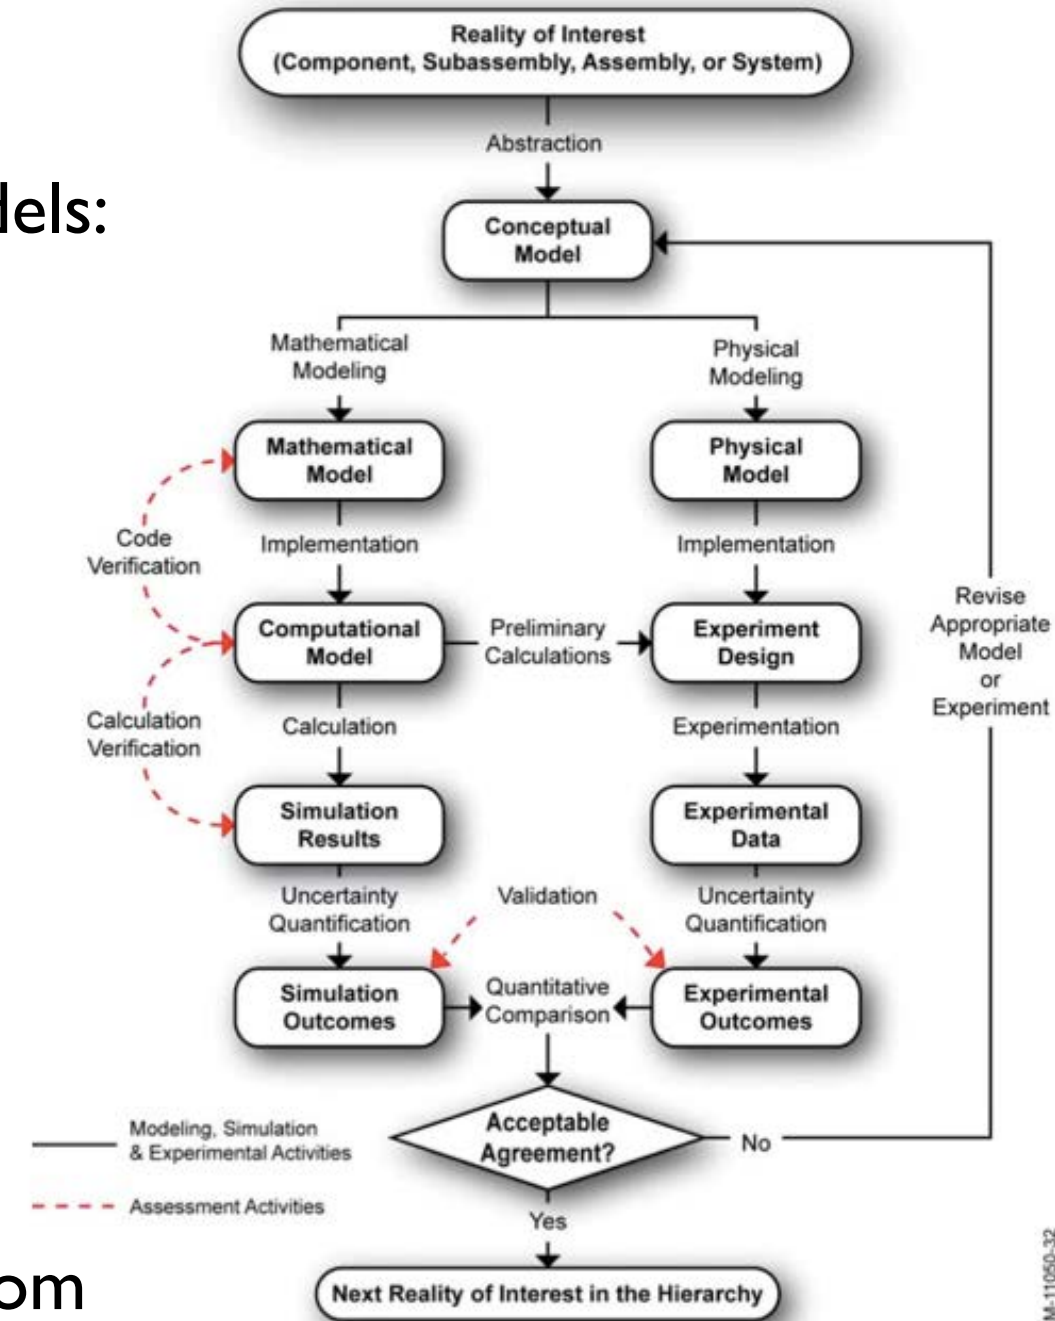 Reality of Interest
(Component, Subassembly, Assembly, or System)
Abstraction
dels:
Conceptual
Model
Mathematical
Modeling
Physical
Modeling
Mathematical
Model
Physical
Model
Code
Verification
Implementation
Implementation
Computational
Model
Preliminary
Calculations
Experiment
Design
Revise
Appropriate
Model
or
Experiment
Calculation
Verification
Calculation
Experimentation
Simulation
Results
Experimental
Data
Uncertainty
Quantification
Validation
Uncertainty
Quantification
Simulation
Outcomes
Quantitative
Comparison
Experimental
Outcomes
Acceptable
Agreement?
No
Modeling, Simulation
& Experimental Activities
Assessment Activities
Yes
om
Next Reality of Interest in the Hierarchy
M-11050-32